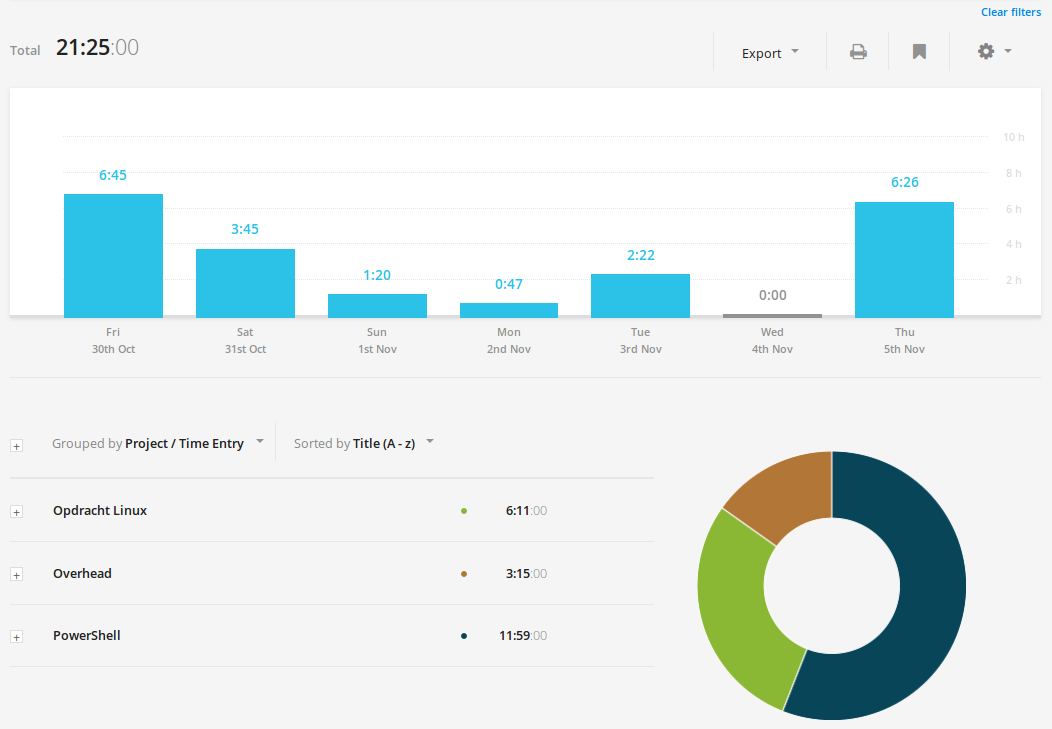 Clear filters
Total 21:25:00
Export
10 h
8 h
6 h
4 h
2 h
6:45 3:45 1:20 0:47 2:22 0:00 6:26
Fri Sat Sun Mon Tue Wed Thu
30th Oct 31st Oct 1st Nov 2nd Nov 3rd Nov 4th Nov 5th Nov
Grouped by Project / Time Entry Sorted by Title (A - z)
Opdracht Linux 6:11:00
Overhead 3:15:00
PowerShell 11:59:00